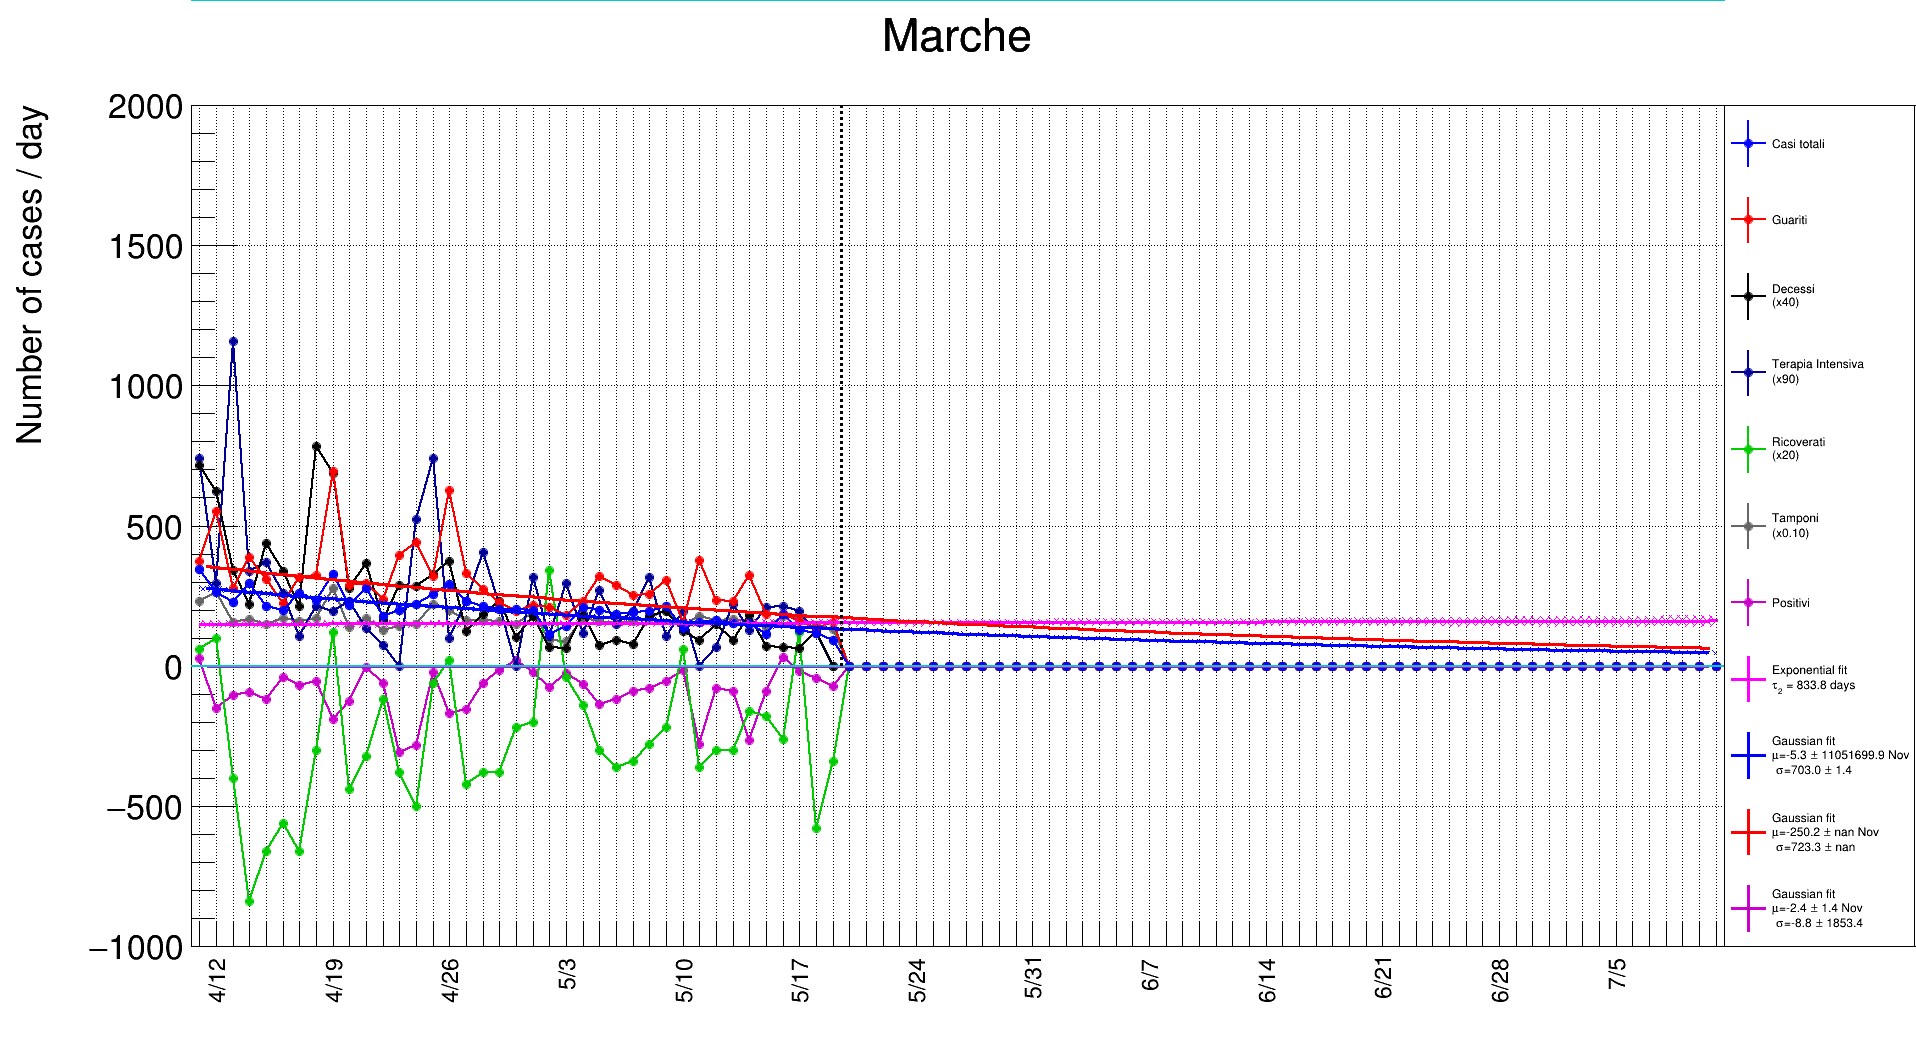 Marche
Number of cases / day
2000
1500
1000
500
0
−500
−1000
4/12
4/19
4/26
5/3
5/10
5/17
5/24
5/31
6/7
6/14
6/21
6/28
7/5
Casi totali
Guariti
Decessi
(x40)
Terapia Intensiva
(x90)
Ricoverati
(x20)
Tamponi
(x0.10)
Positivi
Exponential fit
τ2 = 833.8 days
Gaussian fit
μ=-5.3 ± 11051699.9 Nov
σ=703.0 ± 1.4
Gaussian fit
μ=-250.2 ± nan Nov
σ=723.3 ± nan
Gaussian fit
μ=-2.4 ± 1.4 Nov
σ=-8.8 ± 1853.4